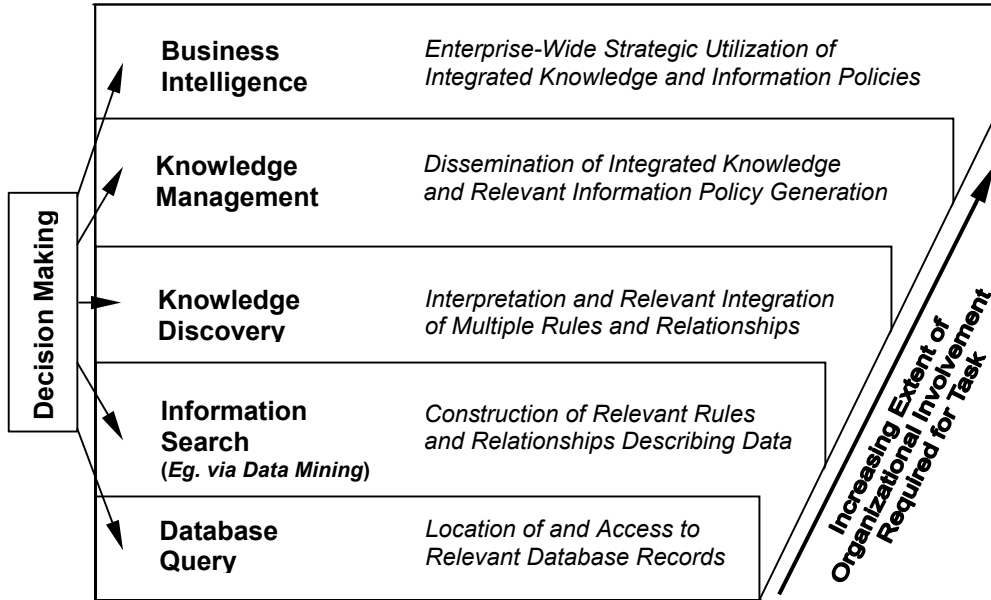 Business
Intelligence
Enterprise-Wide Strategic Utilization of
Integrated Knowledge and Information Policies
Knowledge
Management
Dissemination of Integrated Knowledge
and Relevant Information Policy Generation
Decision Making
Knowledge
Discovery
Interpretation and Relevant Integration
of Multiple Rules and Relationships
Information
Search
(Eg. via Data Mining)
Construction of Relevant Rules
and Relationships Describing Data
Database
Query
Location of and Access to
Relevant Database Records
Increasing Extent of
Organizational Involvement
Required for Task